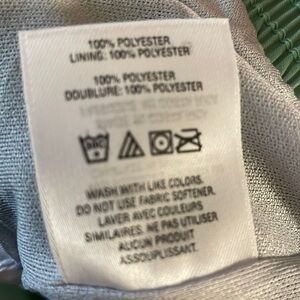 100% POLYESTER
LINING: 100% POLYESTER
100% POLYESTER
DOUBLURE: 100% POLYESTER
WASH WITH LIKE COLORS.
DO NOT USE FABRIC SOFTENER.
LAVER AVEC COULEURS
SIMILAIRES. NE PAS UTILISER
AUCUN PRODUIT
ASSOUPLISSANT.